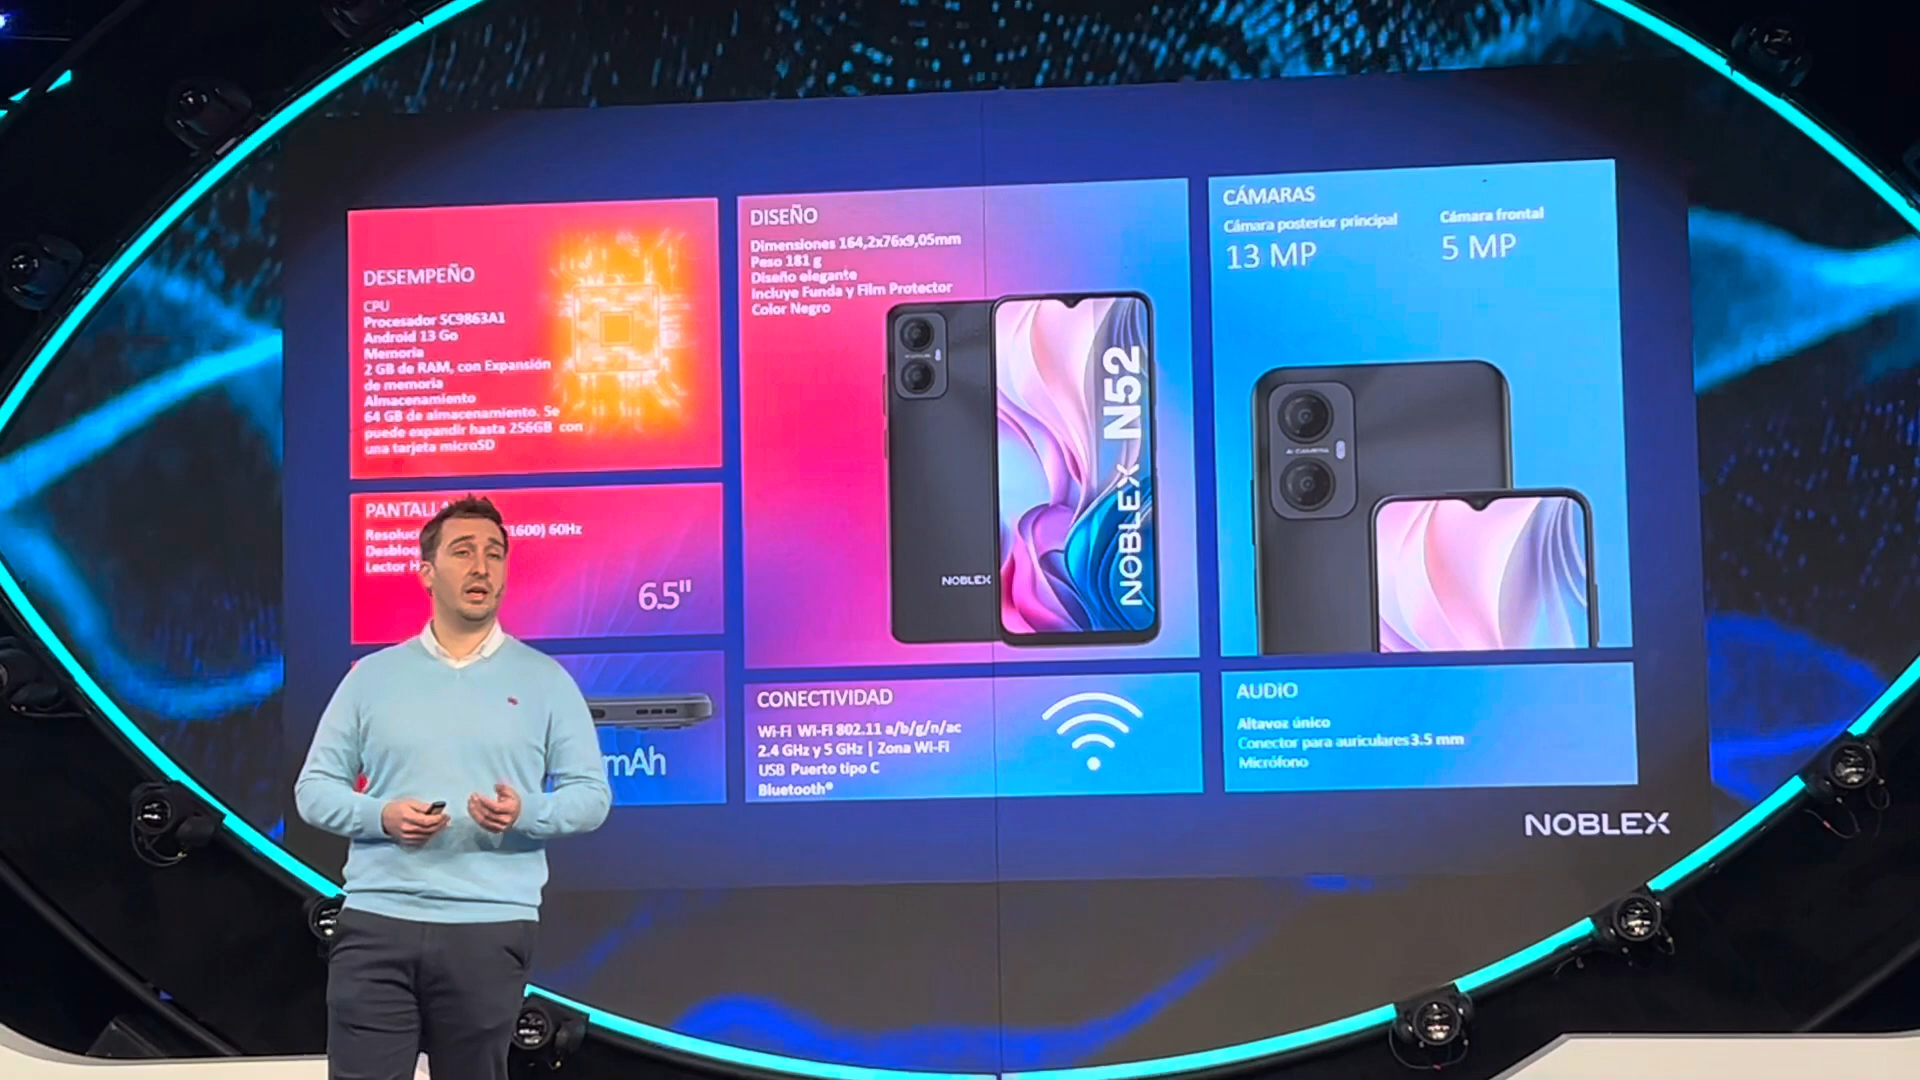 DESEMPEÑO
CPU
Procesador SC9863A1
Android 13 Go
Memoria
2 GB de RAM, con Expansión
de memoria
Almacenamiento
64 GB de almacenamiento. Se
puede expandir hasta 256GB con
una tarjeta microSD
1600) 60Hz
6.5"
mAh
DISEÑO
Dimensiones 164,2x76x9,05mm
Peso 181 g
Diseño elegante
Incluye Funda y Film Protector
Color Negro
NOBLEX
NOBLEX N52
CONECTIVIDAD
Wi-Fi Wi-Fi 802.11 a/b/g/n/ac
2.4 GHz y 5 GHz | Zona Wi-Fi
USB Puerto tipo C
Bluetooth®
CÁMARAS
Cámara posterior principal
13 MP
Cámara frontal
5 MP
AI CAMERA
AUDIO
Altavoz único
Conector para auriculares 3.5 mm
Micrófono
NOBLEX